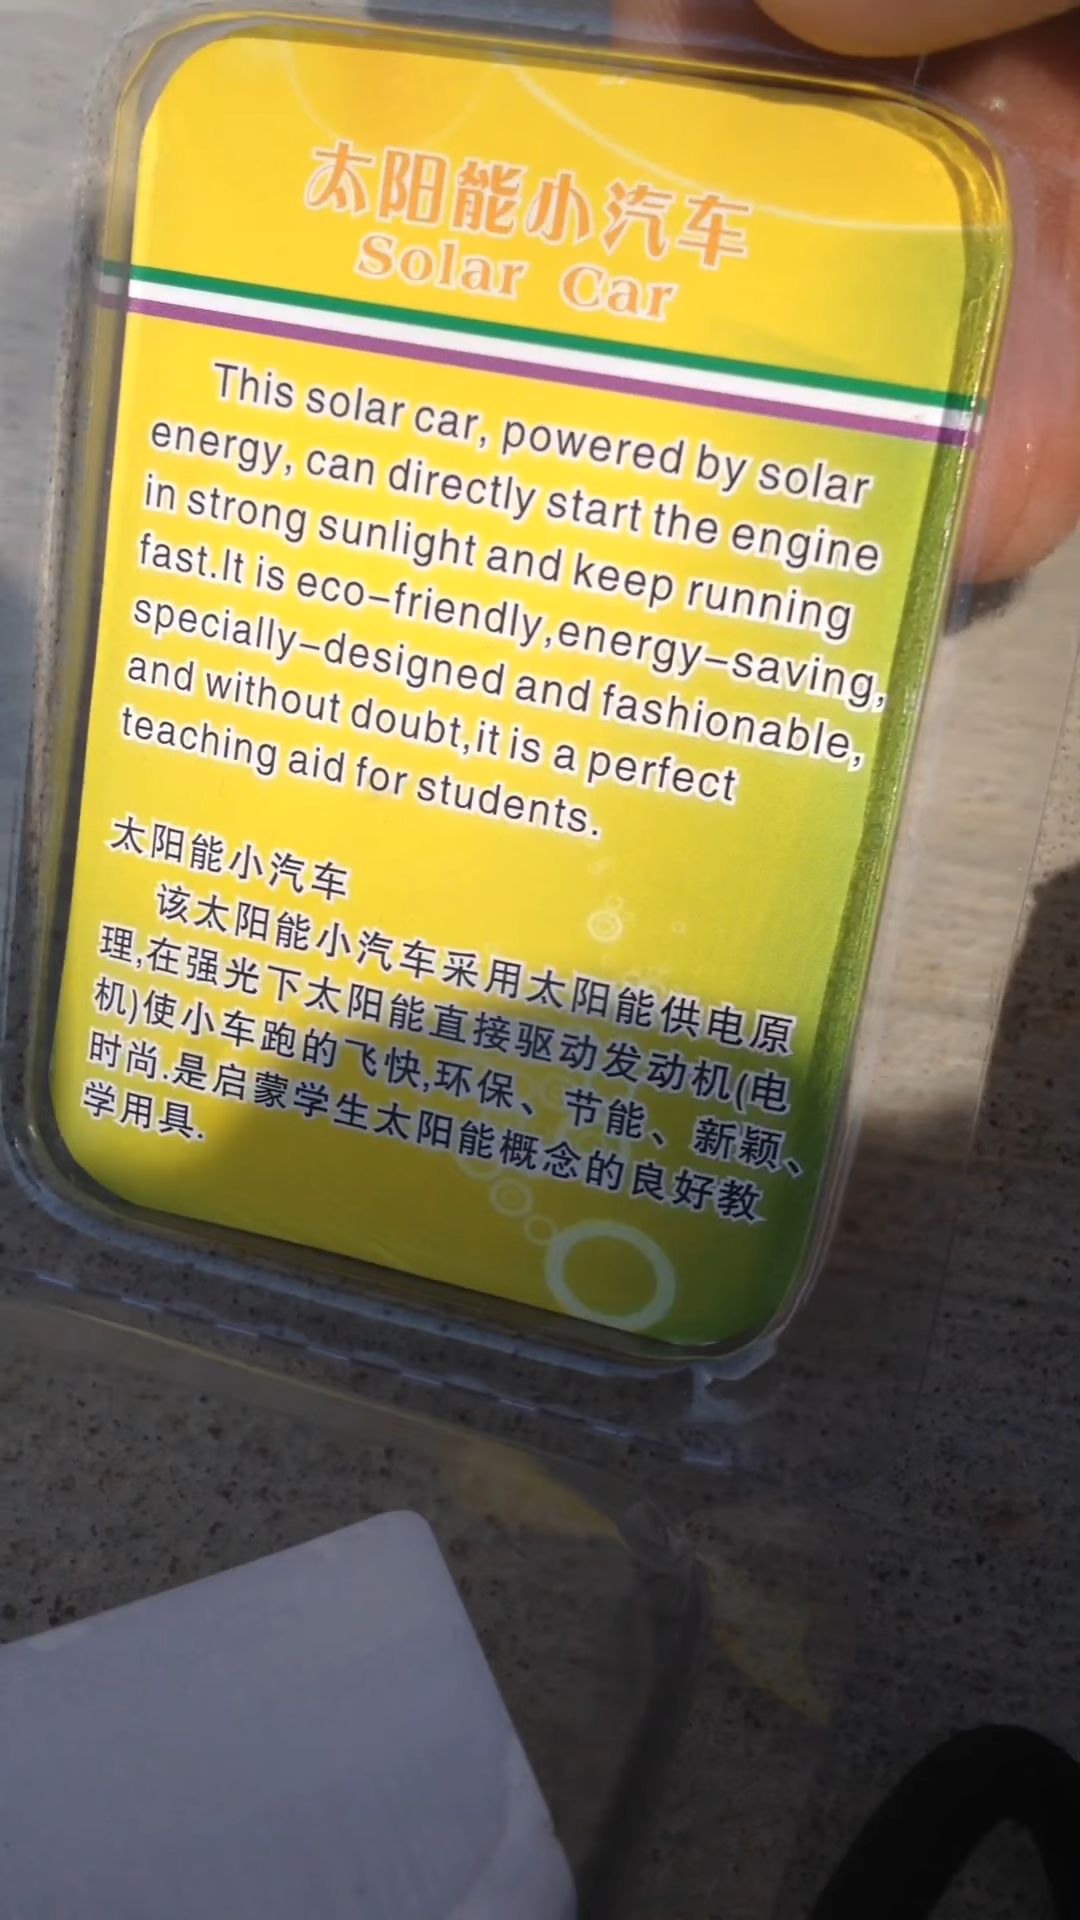 太阳能小汽车
Solar Car
This solar car, powered by solar
energy, can directly start the engine
in strong sunlight and keep running
fast.It is eco-friendly,energy-saving,
specially-designed and fashionable,
and without doubt,it is a perfect
teaching aid for students.
太阳能小汽车
该太阳能小汽车采用太阳能供电原
理,在强光下太阳能直接驱动发动机(电
机)使小车跑的飞快,环保、节能、新颖、
时尚.是启蒙学生太阳能概念的良好教
学用具.